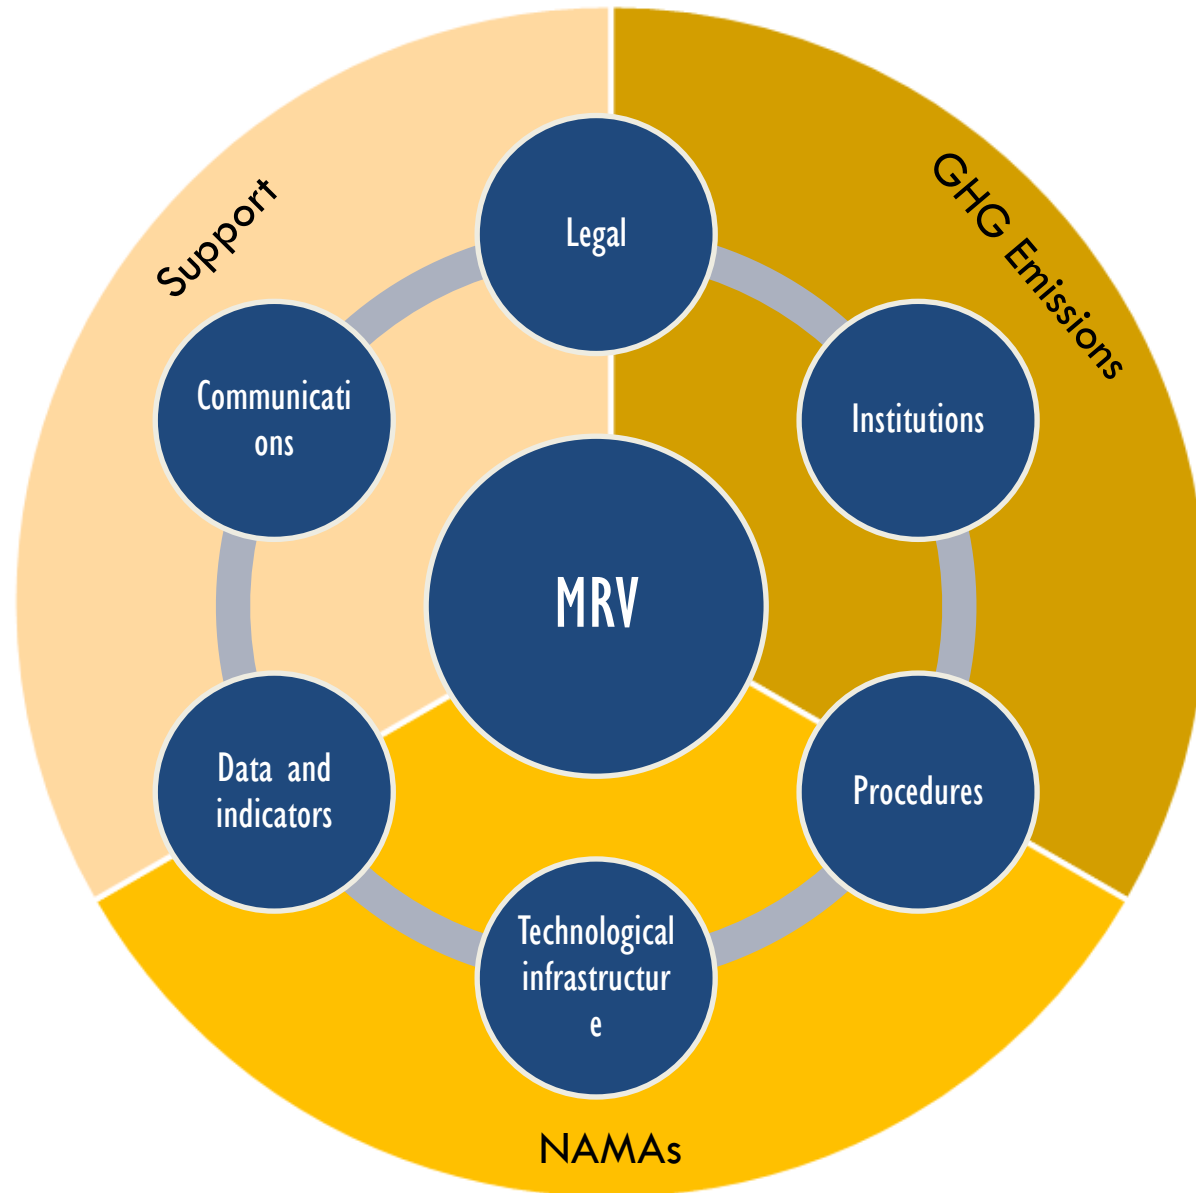 Support
GHG Emissions
Legal
Communicati
ons
Institutions
MRV
Data and
indicators
Procedures
Technological
infrastructur
e
NAMAs